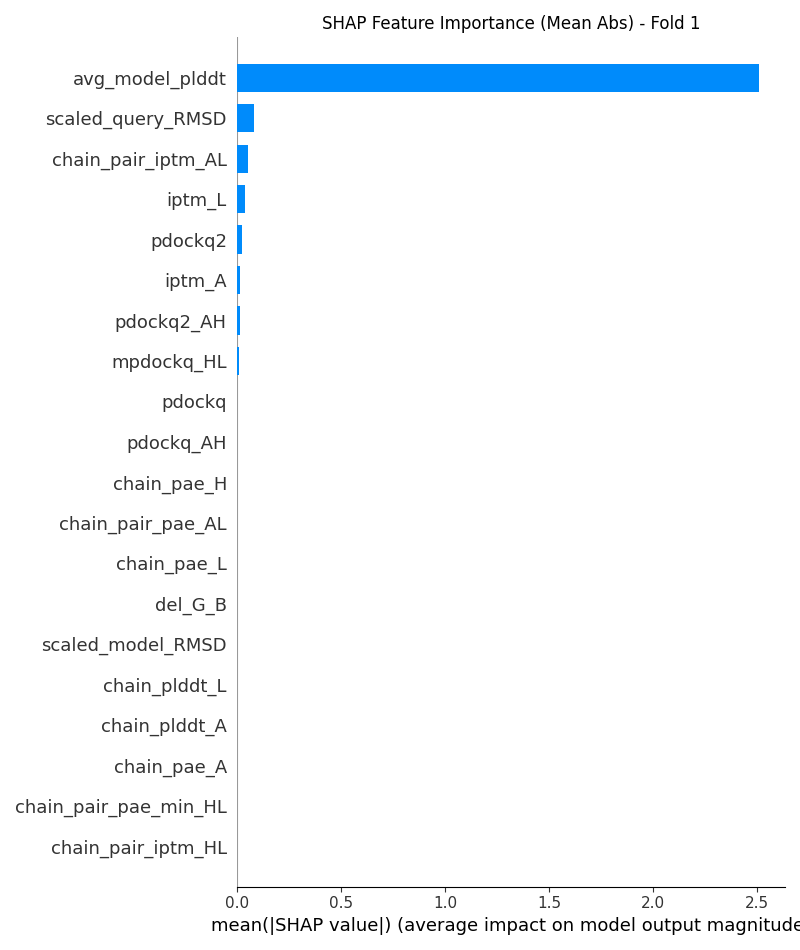 SHAP Feature Importance (Mean Abs) - Fold 1
avg_model_plddt
scaled_query_RMSD
chain_pair_iptm_AL
iptm_L
pdockq2
iptm_A
pdockq2_AH
mpdockq_HL
pdockq
pdockq_AH
chain_pae_H
chain_pair_pae_AL
chain_pae_L
del_G_B
scaled_model_RMSD
chain_plddt_L
chain_plddt_A
chain_pae_A
chain_pair_pae_min_HL
chain_pair_iptm_HL
0.0 0.5 1.0 1.5 2.0 2.5
mean(|SHAP value|) (average impact on model output magnitude